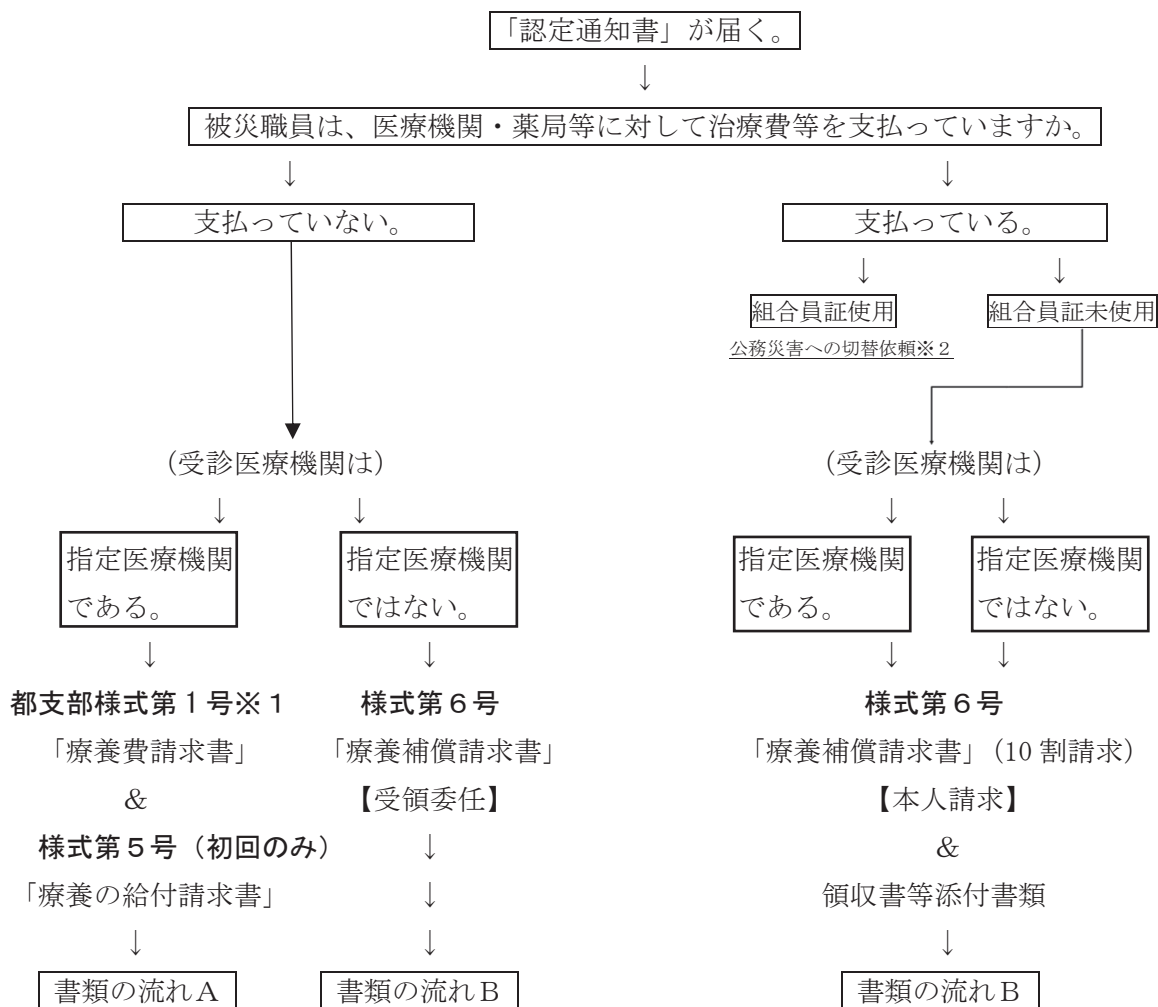 「認定通知書」が届く。
↓
被災職員は、医療機関・薬局等に対して治療費等を支払っていますか。
↓ ↓
支払っていない。 支払っている。
↓ ↓
組合員証使用 組合員証未使用
公務災害への切替依頼※2
(受診医療機関は) (受診医療機関は)
↓ ↓ ↓ ↓
指定医療機関 指定医療機関 指定医療機関 指定医療機関
である。 ではない。 である。 ではない。
↓ ↓ ↓ ↓
都支部様式第1号※1 様式第6号 様式第6号
「療養費請求書」 「療養補償請求書」 「療養補償請求書」(10割請求)
& 【受領委任】 【本人請求】
様式第5号(初回のみ) ↓ &
「療養の給付請求書」 ↓ 領収書等添付書類
↓ ↓ ↓
書類の流れA 書類の流れB 書類の流れB